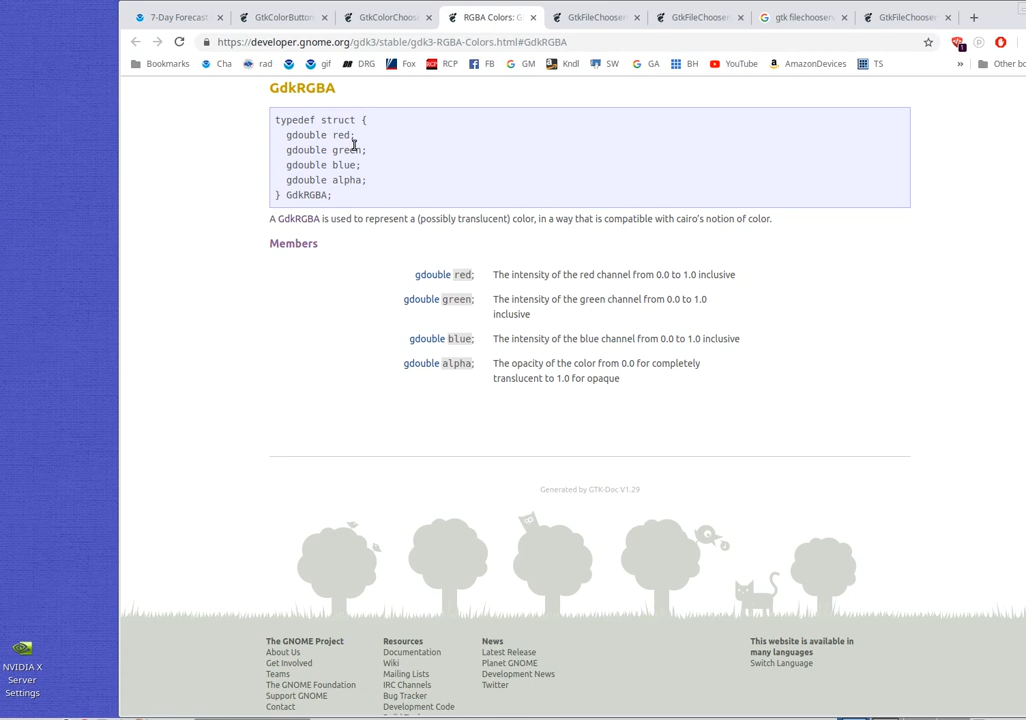 7-Day Forecast
GtkColorButton
GtkColorChoos
RGBA Colors: G
GtkFileChooser
GtkFileChooser
gtk filechooserv
GtkFileChooser
https://developer.gnome.org/gdk3/stable/gdk3-RGBA-Colors.html#GdkRGBA
Bookmarks Cha rad gif DRG Fox RCP FB GM Kndl SW GA BH YouTube AmazonDevices TS » Other bo
GdkRGBA
typedef struct {
gdouble red;
gdouble green;
gdouble blue;
gdouble alpha;
} GdkRGBA;
A GdkRGBA is used to represent a (possibly translucent) color, in a way that is compatible with cairo's notion of color.
Members
gdouble red; The intensity of the red channel from 0.0 to 1.0 inclusive
gdouble green; The intensity of the green channel from 0.0 to 1.0
inclusive
gdouble blue; The intensity of the blue channel from 0.0 to 1.0 inclusive
gdouble alpha; The opacity of the color from 0.0 for completely
translucent to 1.0 for opaque
Generated by GTK-Doc V1.29
The GNOME Project
About Us
Get Involved
Teams
The GNOME Foundation
Support GNOME
Contact
Resources
Documentation
Wiki
Mailing Lists
IRC Channels
Bug Tracker
Development Code
News
Latest Release
Planet GNOME
Development News
Twitter
This website is available in
many languages
Switch Language
NVIDIA X
Server
Settings